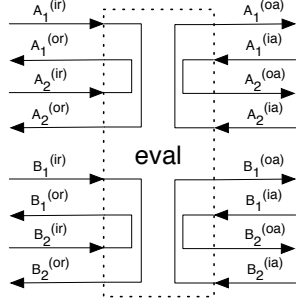 A₁⁽ⁱʳ⁾ A₁⁽ᵒᵃ⁾
A₁⁽ᵒʳ⁾ A₁⁽ⁱᵃ⁾
A₂⁽ⁱʳ⁾ A₂⁽ᵒᵃ⁾
A₂⁽ᵒʳ⁾ A₂⁽ⁱᵃ⁾
eval
B₁⁽ⁱʳ⁾ B₁⁽ᵒᵃ⁾
B₁⁽ᵒʳ⁾ B₁⁽ⁱᵃ⁾
B₂⁽ⁱʳ⁾ B₂⁽ᵒᵃ⁾
B₂⁽ᵒʳ⁾ B₂⁽ⁱᵃ⁾